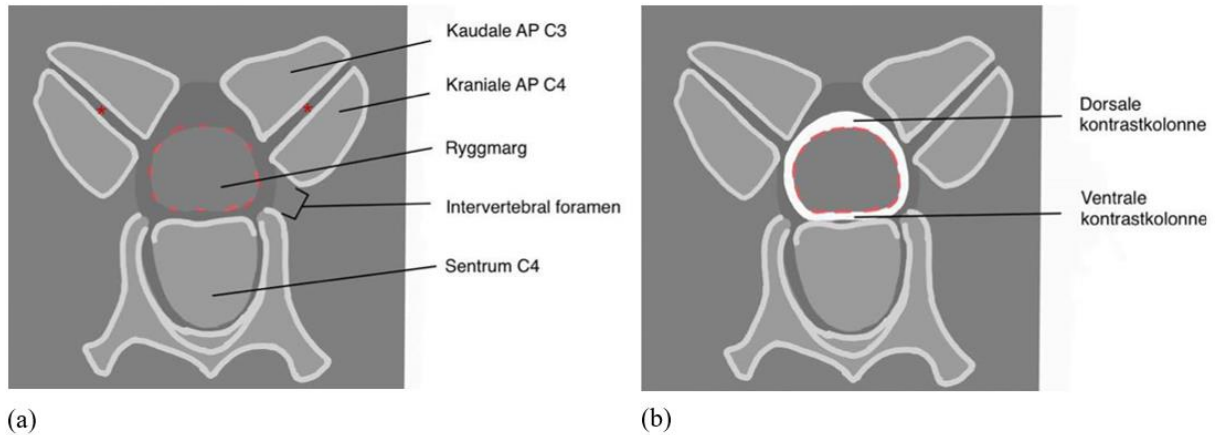 Kaudale AP C3
Kraniale AP C4
Ryggmarg
Intervertebral foramen
Sentrum C4
(a)
Dorsale
kontrastkolonne
Ventrale
kontrastkolonne
(b)